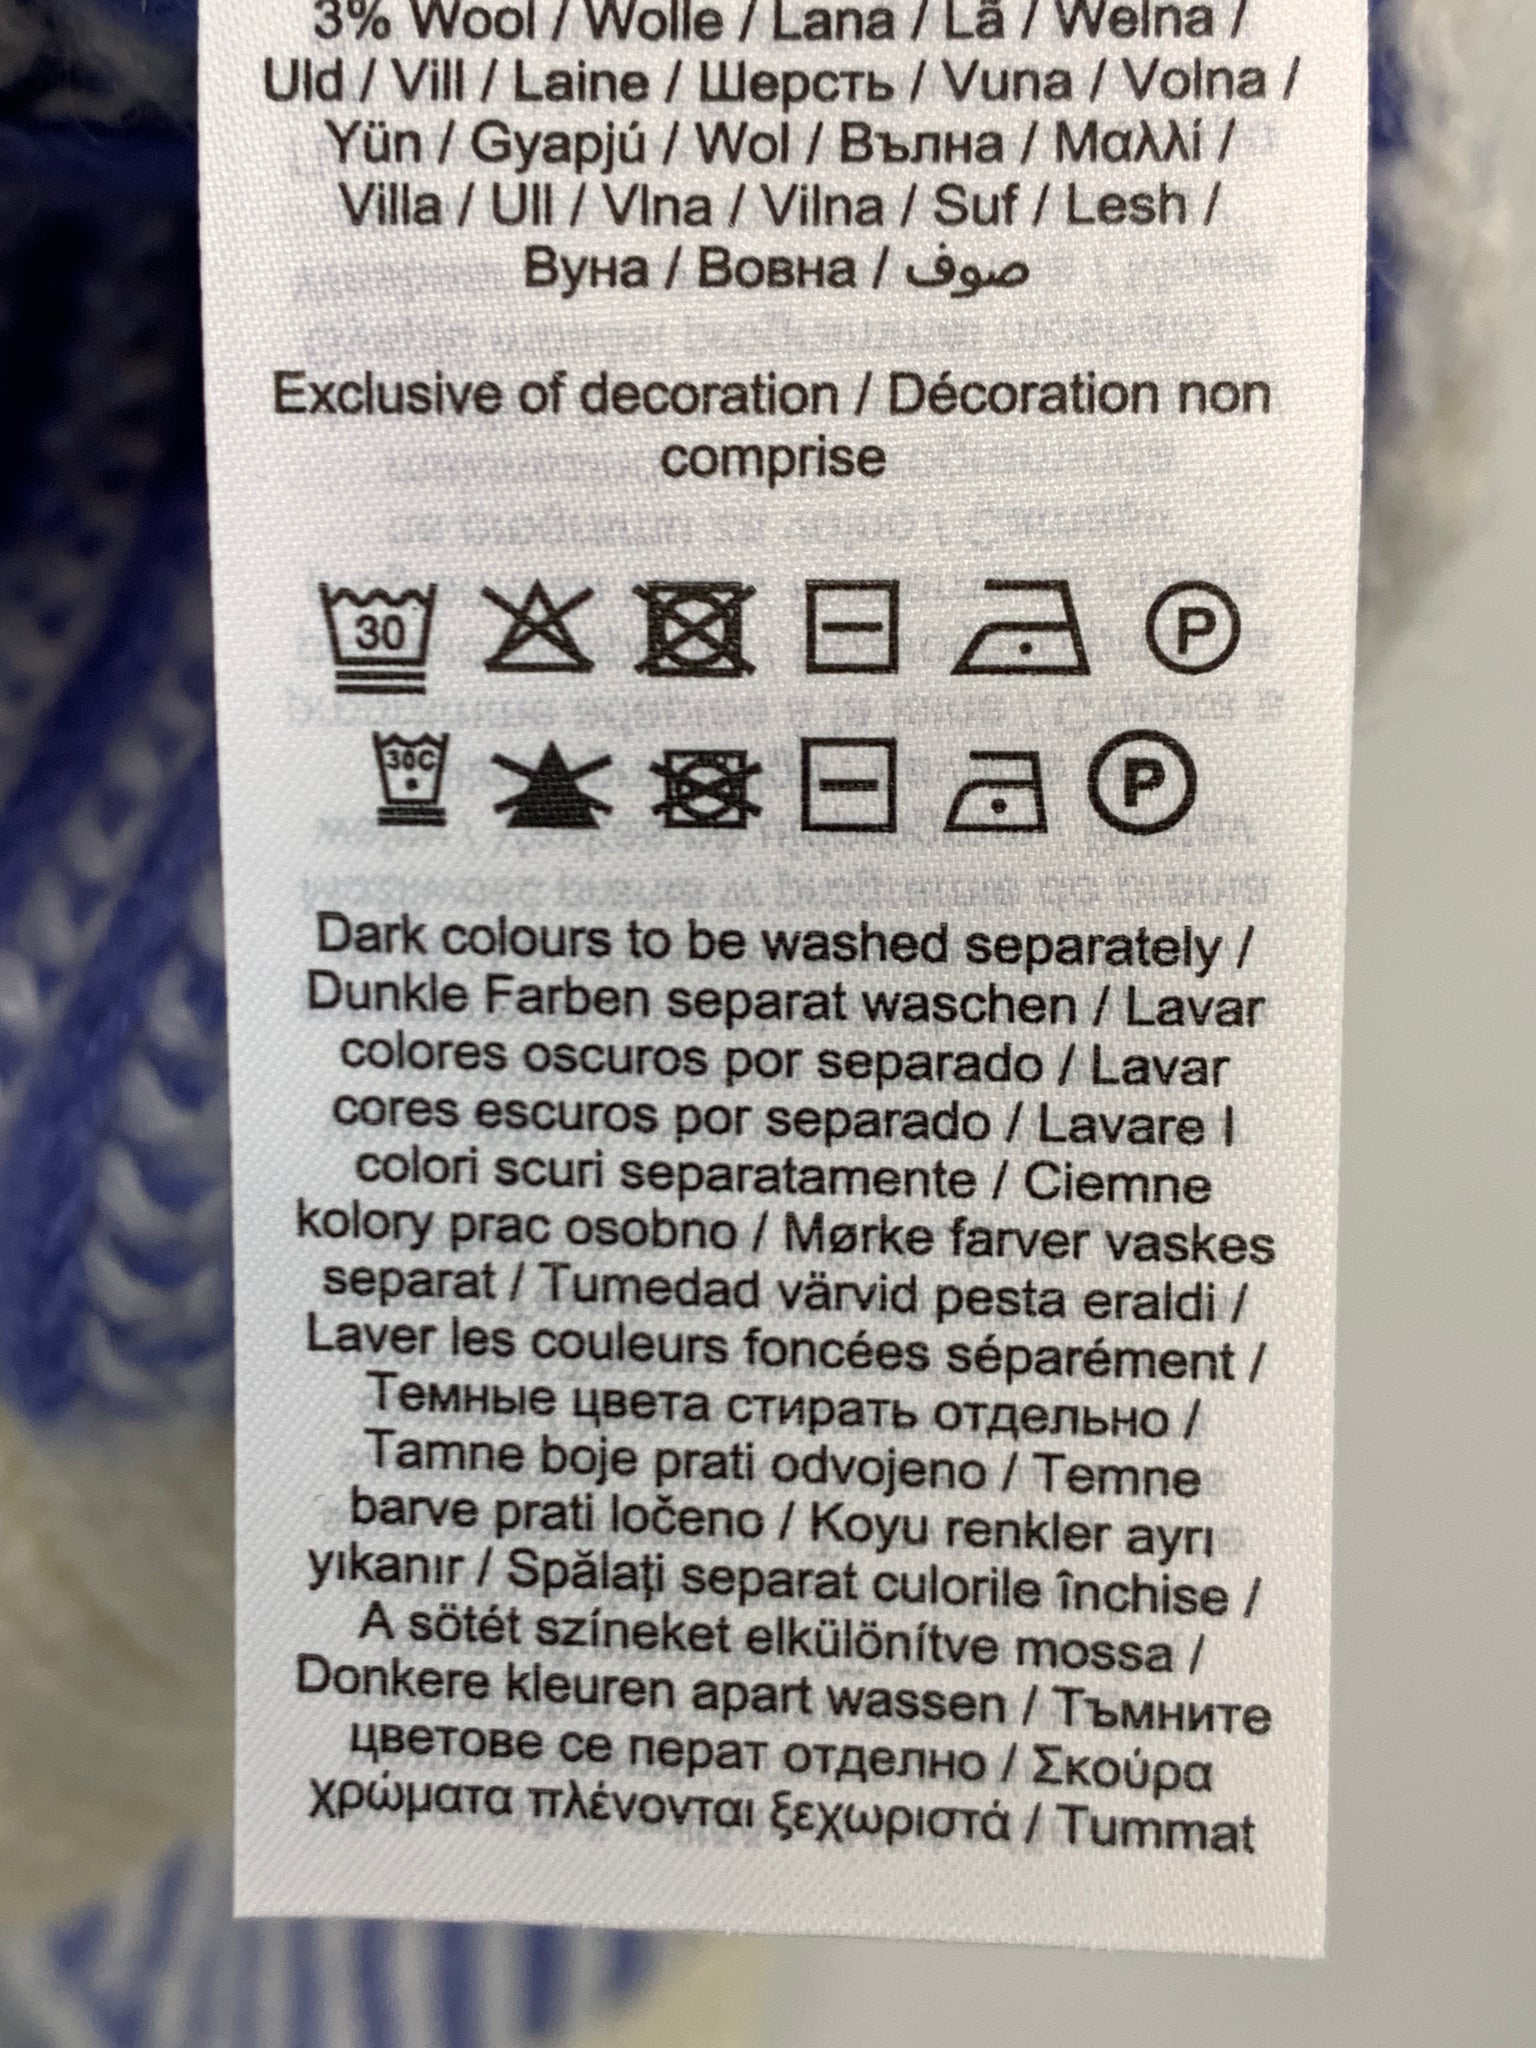 3% Wool / Wolle / Lana / Lã / Wełna /
Uld / Vill / Laine / Шерсть / Vuna / Volna /
Yün / Gyapjú / Wol / Вълна / Μαλλί /
Villa / Ull / Vlna / Vilna / Suf / Lesh /
Вуна / Вовна / صوف
Exclusive of decoration / Décoration non
comprise
30 P
30C P
Dark colours to be washed separately /
Dunkle Farben separat waschen / Lavar
colores oscuros por separado / Lavar
cores escuros por separado / Lavare I
colori scuri separatamente / Ciemne
kolory prac osobno / Mørke farver vaskes
separat / Tumedad värvid pesta eraldi /
Laver les couleurs foncées séparément /
Темные цвета стирать отдельно /
Tamne boje prati odvojeno / Temne
barve prati ločeno / Koyu renkler ayrı
yıkanır / Spălați separat culorile închise /
A sötét színeket elkülönítve mossa /
Donkere kleuren apart wassen / Тъмните
цветове се перат отделно / Σκούρα
χρώματα πλένονται ξεχωριστά / Tummat